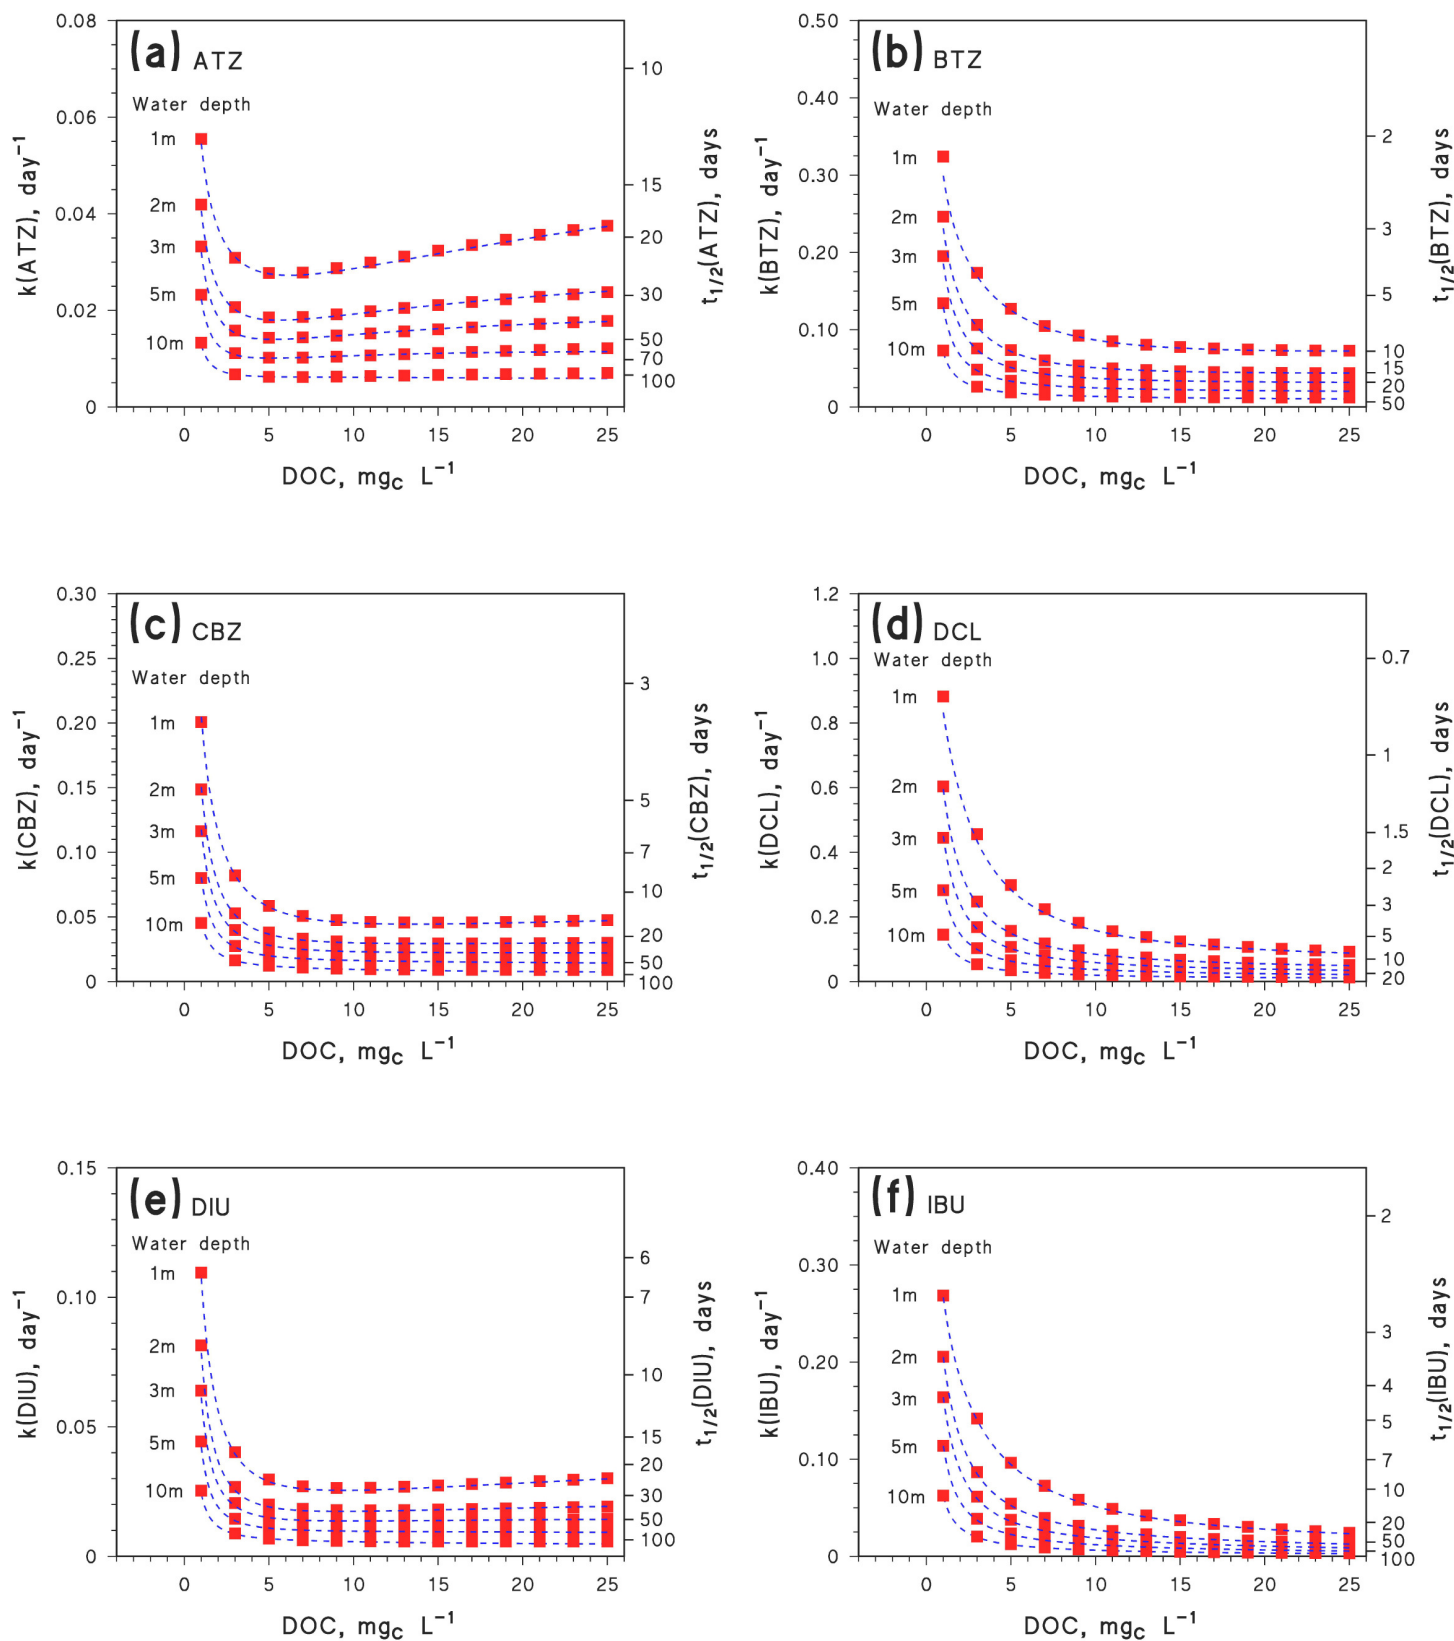 (a) ATZ
Water depth
1m
2m
3m
5m
10m
k(ATZ), day⁻¹
0.08
0.06
0.04
0.02
0
t₁/₂(ATZ), days
10
15
20
30
50
70
100
0 5 10 15 20 25
DOC, mg_C L⁻¹
(b) BTZ
Water depth
1m
2m
3m
5m
10m
k(BTZ), day⁻¹
0.50
0.40
0.30
0.20
0.10
0
t₁/₂(BTZ), days
2
3
5
10
15
20
50
0 5 10 15 20 25
DOC, mg_C L⁻¹
(c) CBZ
Water depth
1m
2m
3m
5m
10m
k(CBZ), day⁻¹
0.30
0.25
0.20
0.15
0.10
0.05
0
t₁/₂(CBZ), days
3
5
7
10
20
50
100
0 5 10 15 20 25
DOC, mg_C L⁻¹
(d) DCL
Water depth
1m
2m
3m
5m
10m
k(DCL), day⁻¹
1.2
1.0
0.8
0.6
0.4
0.2
0
t₁/₂(DCL), days
0.7
1
1.5
2
3
5
10
20
0 5 10 15 20 25
DOC, mg_C L⁻¹
(e) DIU
Water depth
1m
2m
3m
5m
10m
k(DIU), day⁻¹
0.15
0.10
0.05
0
t₁/₂(DIU), days
6
7
10
15
20
30
50
100
0 5 10 15 20 25
DOC, mg_C L⁻¹
(f) IBU
Water depth
1m
2m
3m
5m
10m
k(IBU), day⁻¹
0.40
0.30
0.20
0.10
0
t₁/₂(IBU), days
2
3
4
5
7
10
20
50
100
0 5 10 15 20 25
DOC, mg_C L⁻¹